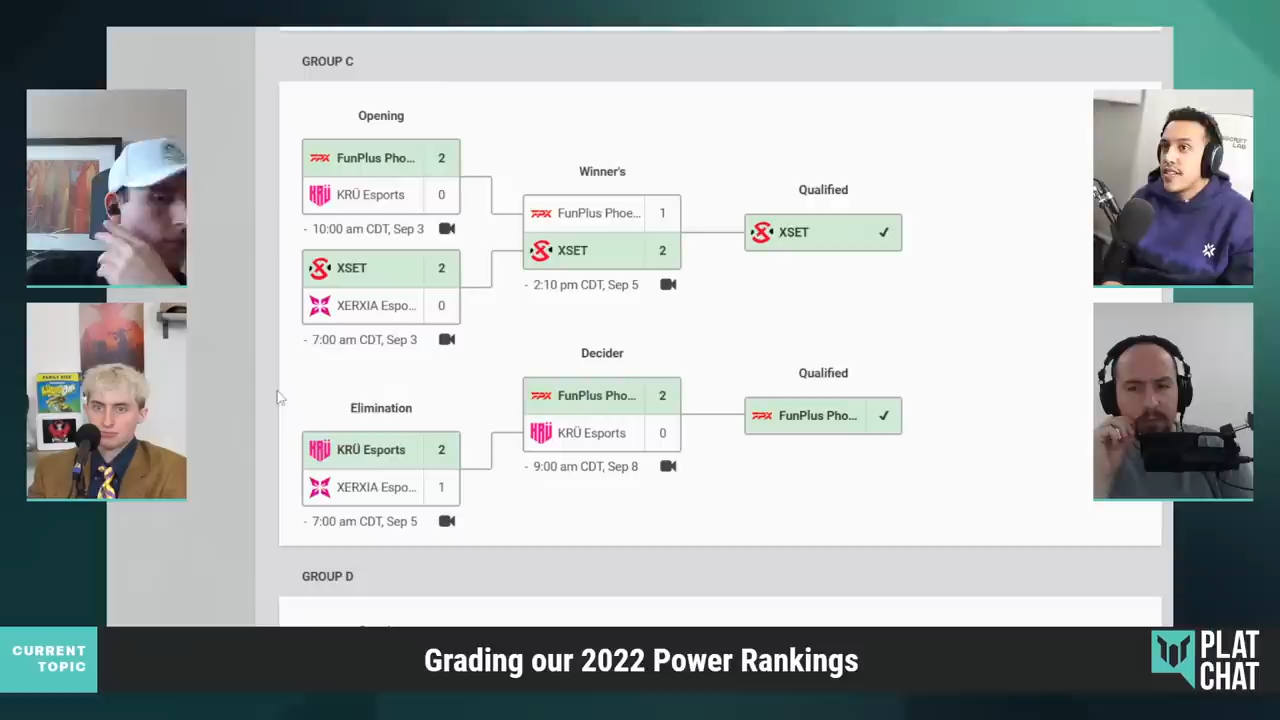 GROUP C
Opening
FunPlus Pho... 2
KRÜ Esports 0
- 10:00 am CDT, Sep 3
XSET 2
XERXIA Espo... 0
- 7:00 am CDT, Sep 3
Winner's
FunPlus Phoe... 1
XSET 2
- 2:10 pm CDT, Sep 5
Qualified
XSET ✓
Elimination
KRÜ Esports 2
XERXIA Espo... 1
- 7:00 am CDT, Sep 5
Decider
FunPlus Pho... 2
KRÜ Esports 0
- 9:00 am CDT, Sep 8
Qualified
FunPlus Pho... ✓
GROUP D
SECRET
LAB
CURRENT
TOPIC
Grading our 2022 Power Rankings
PLAT
CHAT